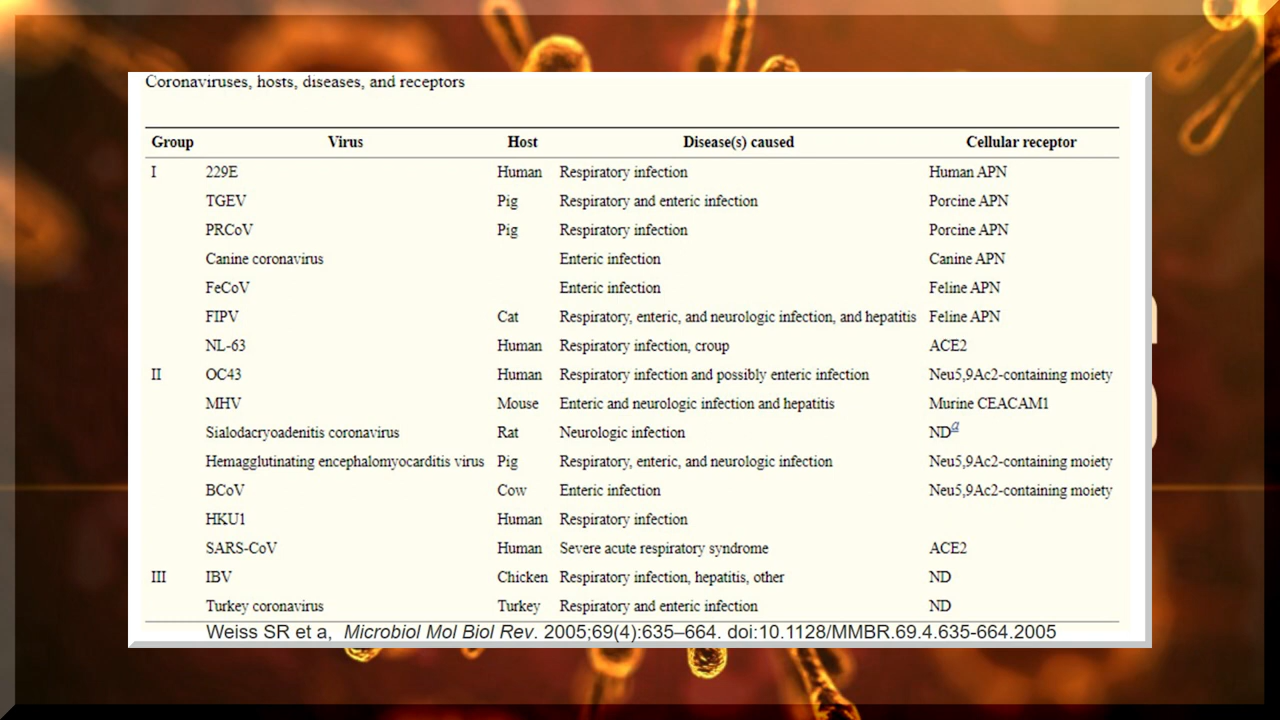 Coronaviruses, hosts, diseases, and receptors
Group Virus Host Disease(s) caused Cellular receptor
I 229E Human Respiratory infection Human APN
TGEV Pig Respiratory and enteric infection Porcine APN
PRCoV Pig Respiratory infection Porcine APN
Canine coronavirus Enteric infection Canine APN
FeCoV Enteric infection Feline APN
FIPV Cat Respiratory, enteric, and neurologic infection, and hepatitis Feline APN
NL-63 Human Respiratory infection, croup ACE2
II OC43 Human Respiratory infection and possibly enteric infection Neu5,9Ac2-containing moiety
MHV Mouse Enteric and neurologic infection and hepatitis Murine CEACAM1
Sialodacryoadenitis coronavirus Rat Neurologic infection NDa
Hemagglutinating encephalomyocarditis virus Pig Respiratory, enteric, and neurologic infection Neu5,9Ac2-containing moiety
BCoV Cow Enteric infection Neu5,9Ac2-containing moiety
HKU1 Human Respiratory infection
SARS-CoV Human Severe acute respiratory syndrome ACE2
III IBV Chicken Respiratory infection, hepatitis, other ND
Turkey coronavirus Turkey Respiratory and enteric infection ND
Weiss SR et a, Microbiol Mol Biol Rev. 2005;69(4):635–664. doi:10.1128/MMBR.69.4.635-664.2005